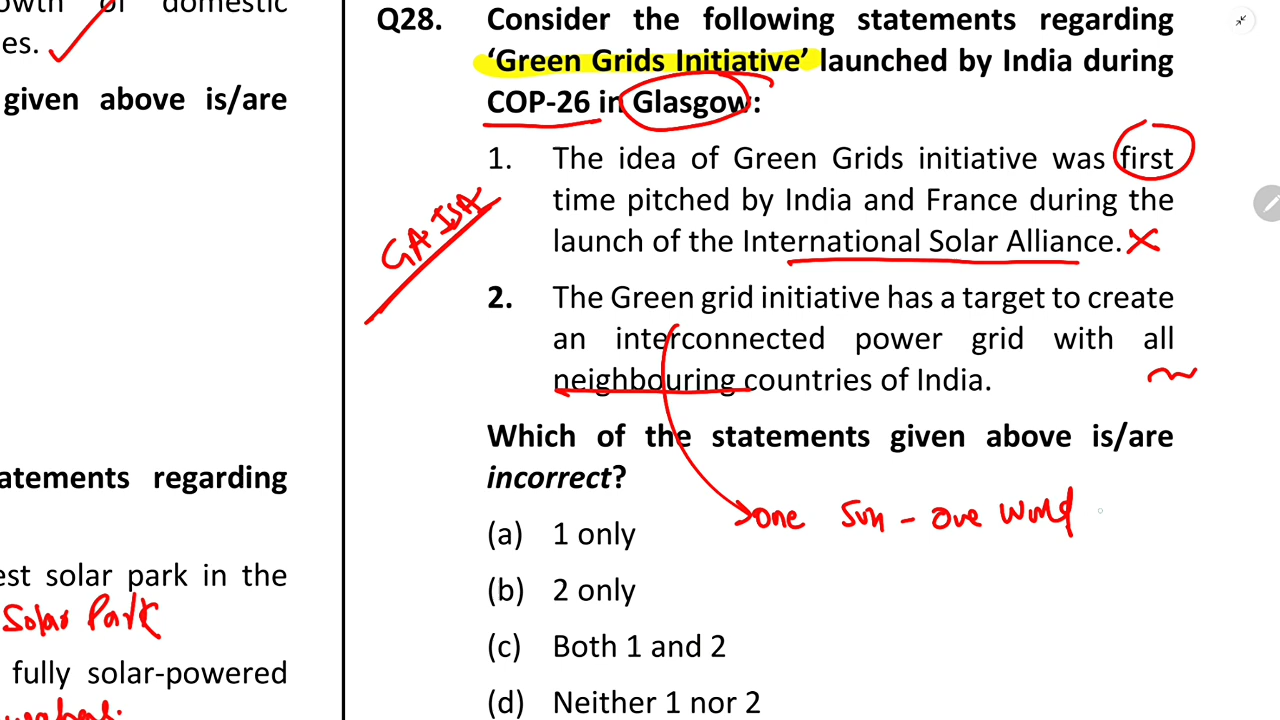 owth of domestic
es.
given above is/are
atements regarding
est solar park in the
Solar Park
fully solar-powered
Q28. Consider the following statements regarding
‘Green Grids Initiative’ launched by India during
COP-26 in Glasgow:
1. The idea of Green Grids initiative was first
time pitched by India and France during the
launch of the International Solar Alliance.
GA-ISA
2. The Green grid initiative has a target to create
an interconnected power grid with all
neighbouring countries of India.
Which of the statements given above is/are
incorrect?
one Sun - one World
(a) 1 only
(b) 2 only
(c) Both 1 and 2
(d) Neither 1 nor 2